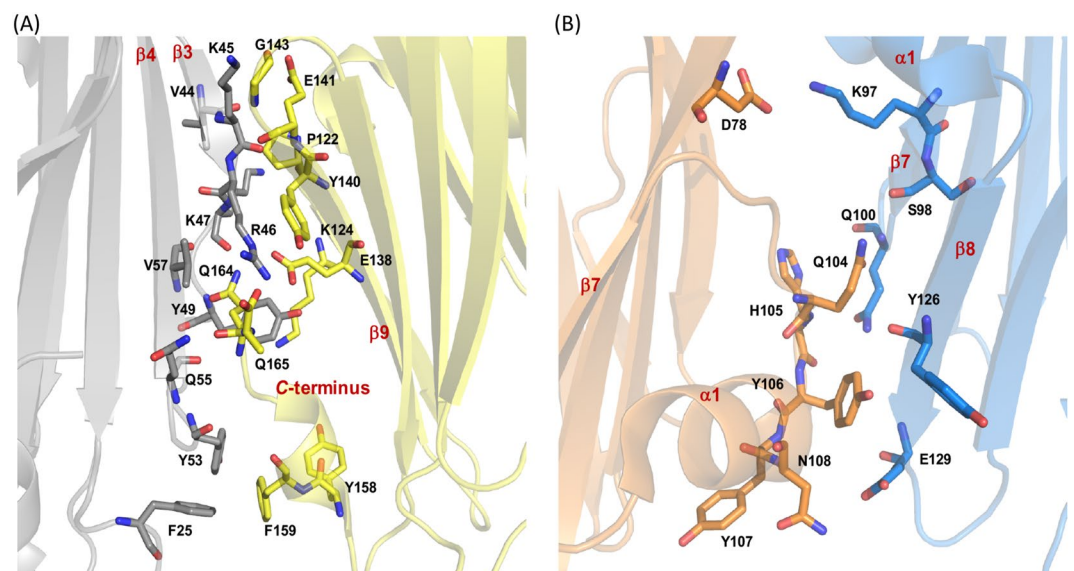 (A)
(B)
β4
β3
K45
G143
E141
V44
P122
Y140
K47
R46
K124
E138
V57
Q164
Y49
β9
Q165
Q55
C-terminus
Y53
Y158
F25
F159
α1
D78
K97
β7
S98
Q100
Q104
β8
β7
H105
Y126
Y106
α1
N108
E129
Y107